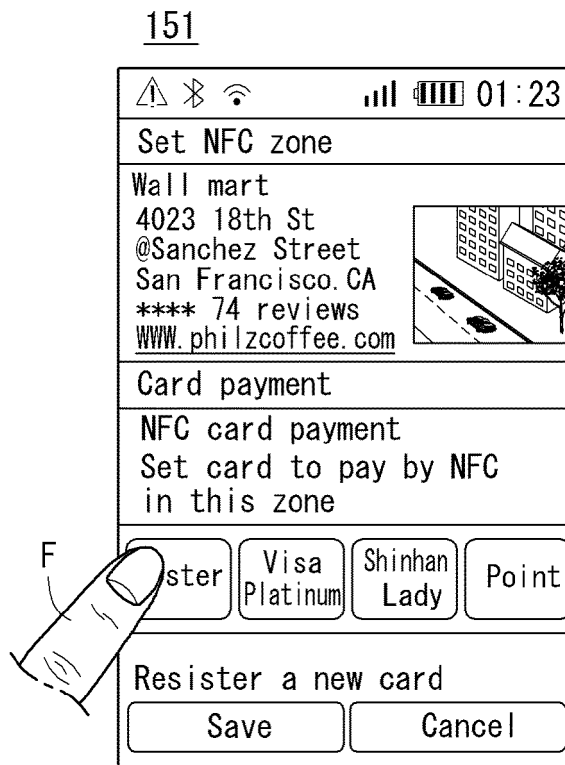 151
01:23
Set NFC zone
Wall mart
4023 18th St
@Sanchez Street
San Francisco.CA
**** 74 reviews
WWW.philzcoffee.com
Card payment
NFC card payment
Set card to pay by NFC
in this zone
F
ster Visa Platinum Shinhan Lady Point
Resister a new card
Save Cancel